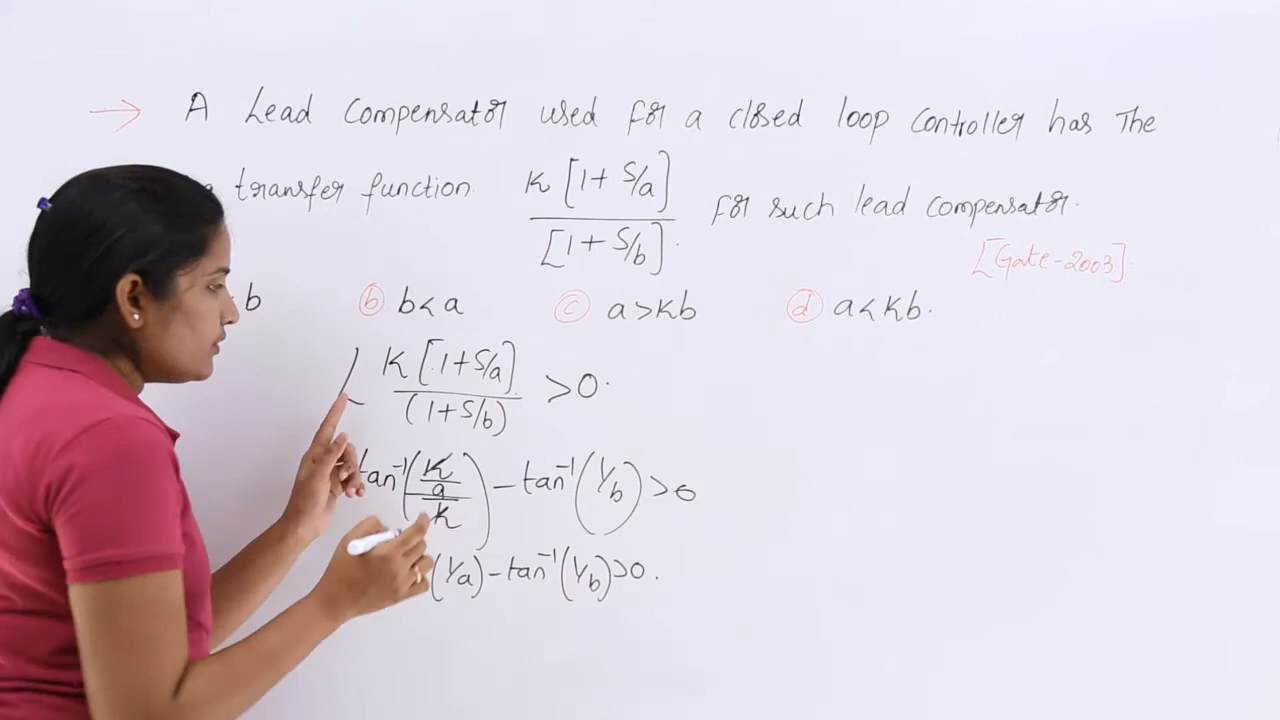 → A Lead Compensator used for a closed loop controller has The
transfer function K[1+S/a] / [1+S/b] for such lead compensator.
[Gate-2003].
b ⓑ b<a ⓒ a>Kb ⓓ a<Kb.
∠ K[1+S/a] / (1+S/b) >0.
tan⁻¹(K/a / K) - tan⁻¹(1/b) >0
(1/a) - tan⁻¹(1/b) >0.